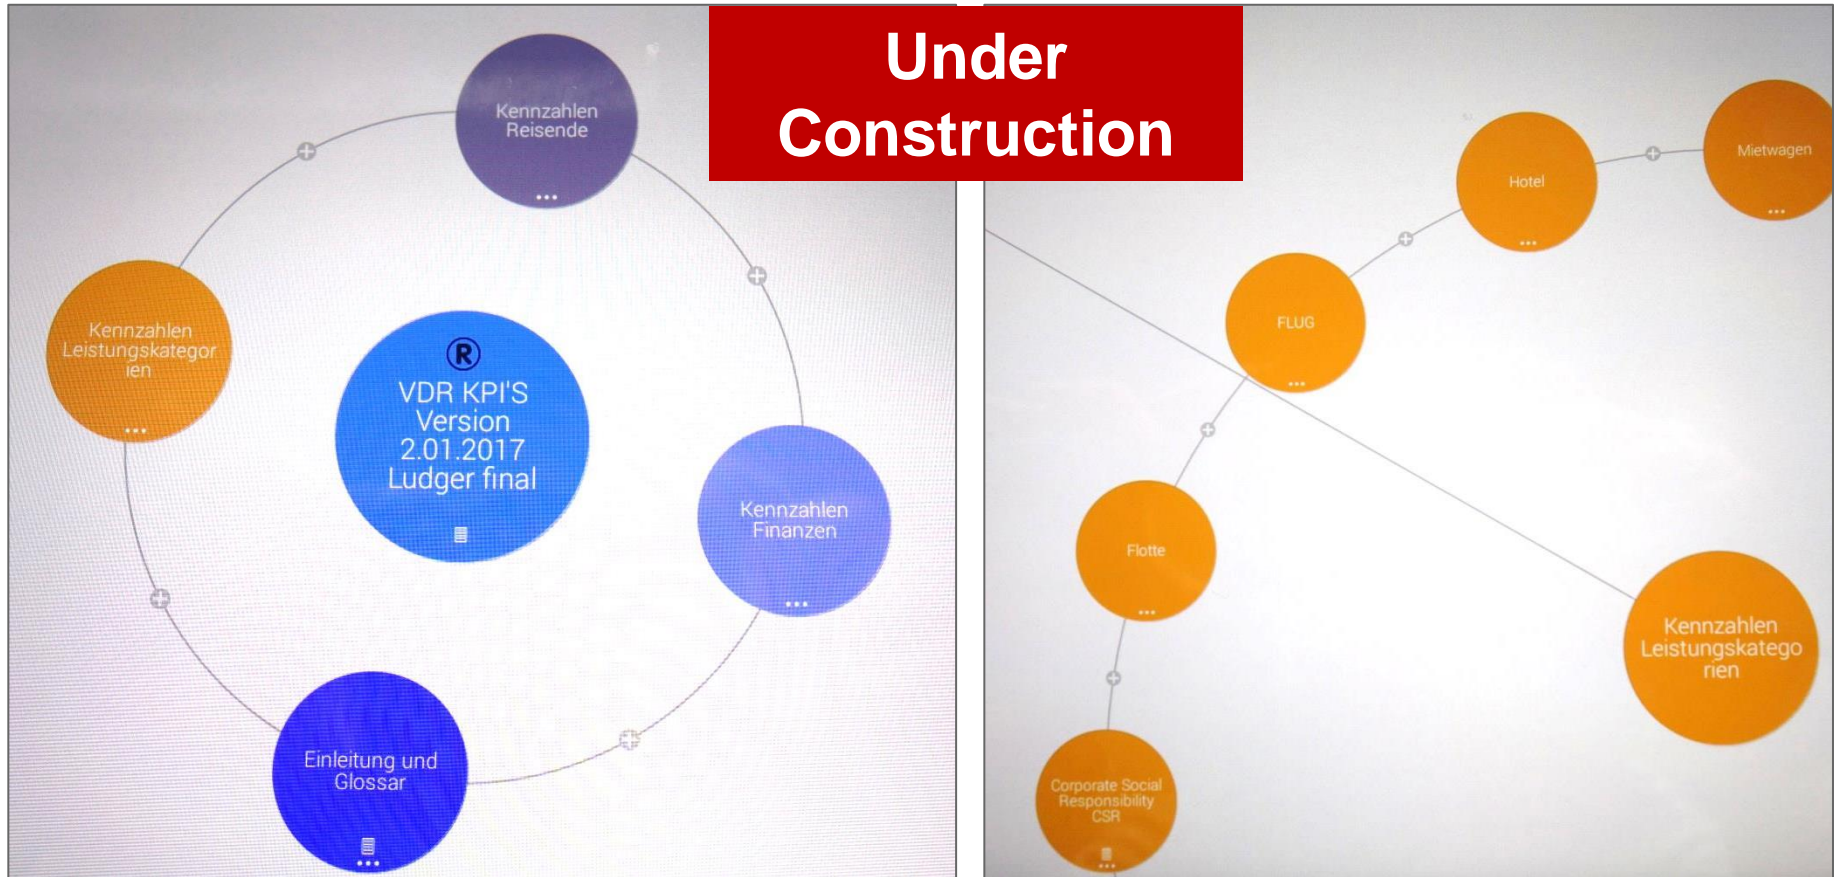 Under
Construction
Kennzahlen
Reisende
Kennzahlen
Leistungskategor
ien
®
VDR KPI'S
Version
2.01.2017
Ludger final
Kennzahlen
Finanzen
Einleitung und
Glossar
Mietwagen
Hotel
FLUG
Flotte
Kennzahlen
Leistungskatego
rien
Corporate Social
Responsibility
CSR